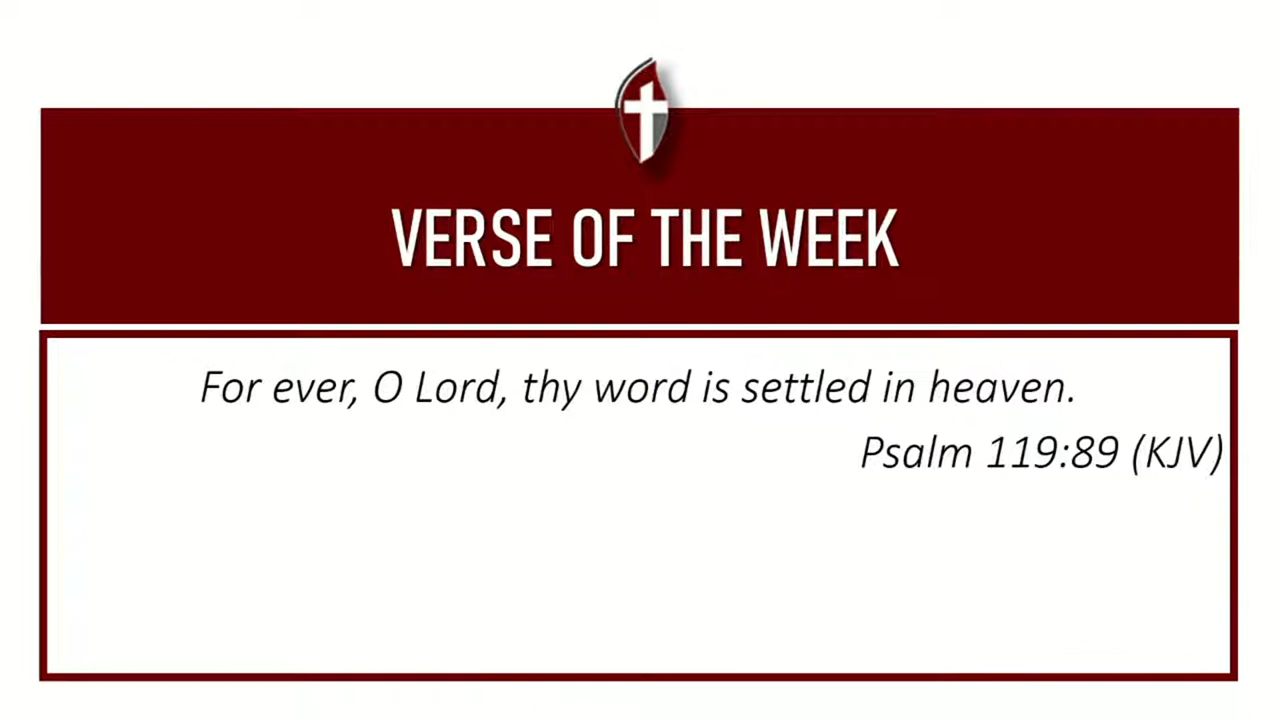 VERSE OF THE WEEK
For ever, O Lord, thy word is settled in heaven.
Psalm 119:89 (KJV)